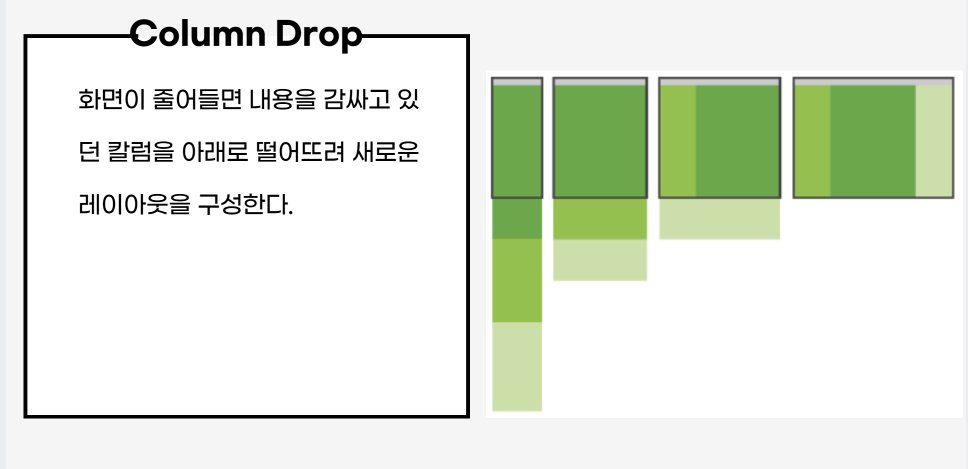 Column Drop
화면이 줄어들면 내용을 감싸고 있
던 칼럼을 아래로 떨어뜨려 새로운
레이아웃을 구성한다.